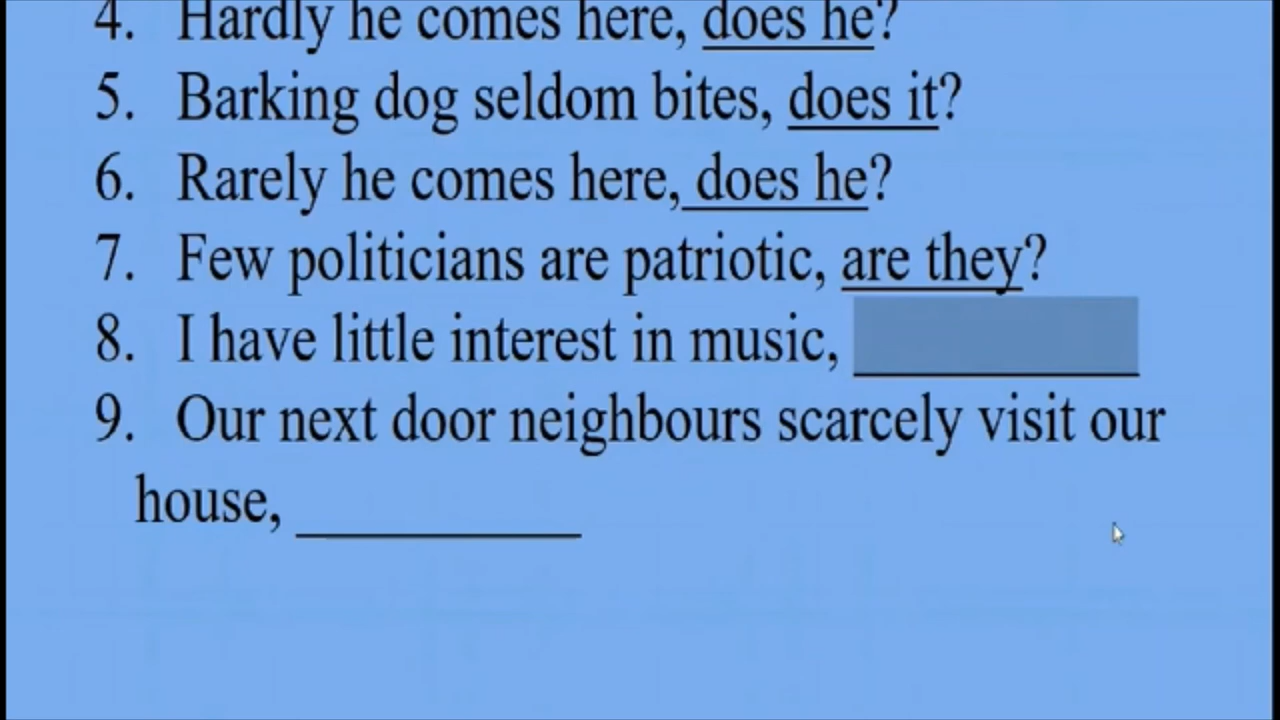 4. Hardly he comes here, does he?
5. Barking dog seldom bites, does it?
6. Rarely he comes here, does he?
7. Few politicians are patriotic, are they?
8. I have little interest in music, __________
9. Our next door neighbours scarcely visit our
house, __________